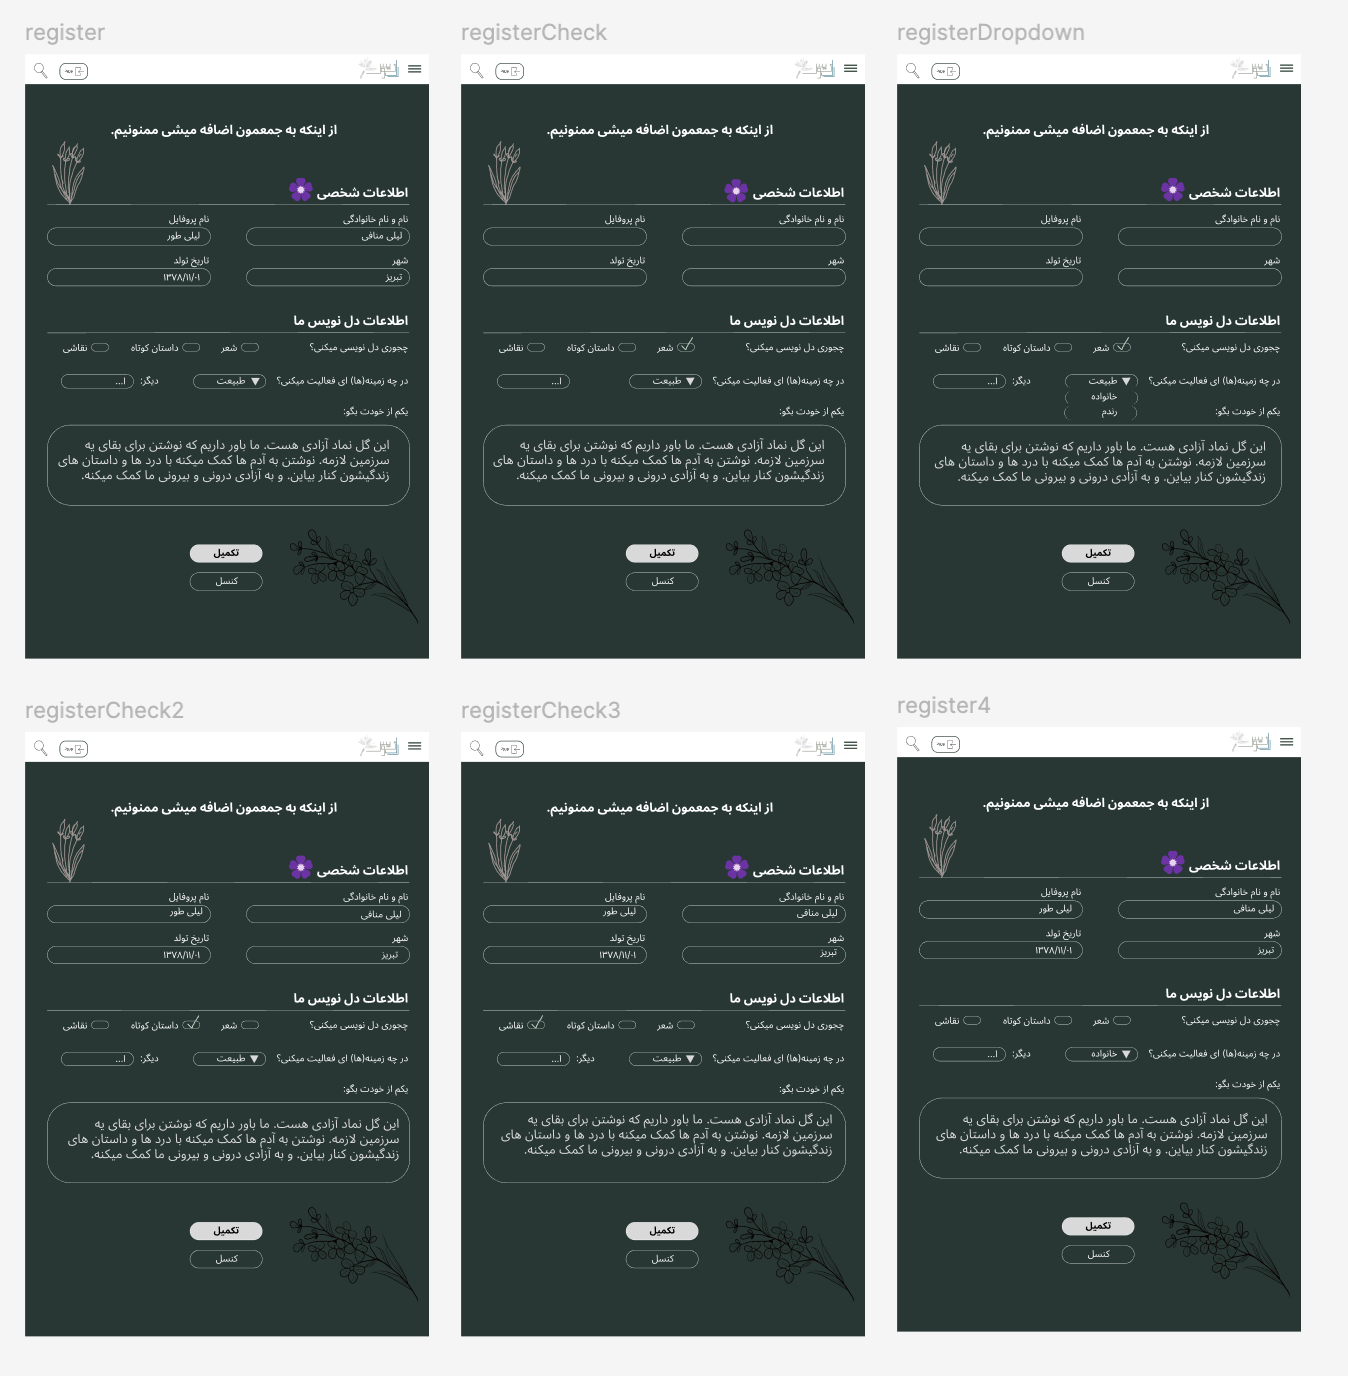 register
از اینکه به جمعمون اضافه میشی ممنونیم.
اطلاعات شخصی
نام و نام خانوادگی نام پروفایل
لیلی منافی لیلی طور
شهر تاریخ تولد
تبریز ۱۳۷۸/۱۱/۰۱
اطلاعات دل نویس ما
چجوری دل نویسی میکنی؟ شعر داستان کوتاه نقاشی
در چه زمینه(ها) ای فعالیت میکنی؟ طبیعت دیگر: ا...
یکم از خودت بگو:
این گل نماد آزادی هست. ما باور داریم که نوشتن برای بقای یه
سرزمین لازمه. نوشتن به آدم ها کمک میکنه با درد ها و داستان های
زندگیشون کنار بیاین. و به آزادی درونی و بیرونی ما کمک میکنه.
تکمیل
کنسل
registerCheck
از اینکه به جمعمون اضافه میشی ممنونیم.
اطلاعات شخصی
نام و نام خانوادگی نام پروفایل
شهر تاریخ تولد
اطلاعات دل نویس ما
چجوری دل نویسی میکنی؟ شعر داستان کوتاه نقاشی
در چه زمینه(ها) ای فعالیت میکنی؟ طبیعت دیگر: ا...
یکم از خودت بگو:
این گل نماد آزادی هست. ما باور داریم که نوشتن برای بقای یه
سرزمین لازمه. نوشتن به آدم ها کمک میکنه با درد ها و داستان های
زندگیشون کنار بیاین. و به آزادی درونی و بیرونی ما کمک میکنه.
تکمیل
کنسل
registerDropdown
از اینکه به جمعمون اضافه میشی ممنونیم.
اطلاعات شخصی
نام و نام خانوادگی نام پروفایل
شهر تاریخ تولد
اطلاعات دل نویس ما
چجوری دل نویسی میکنی؟ شعر داستان کوتاه نقاشی
در چه زمینه(ها) ای فعالیت میکنی؟ طبیعت دیگر: ا...
خانواده
یکم از خودت بگو: رندم
این گل نماد آزادی هست. ما باور داریم که نوشتن برای بقای یه
سرزمین لازمه. نوشتن به آدم ها کمک میکنه با درد ها و داستان های
زندگیشون کنار بیاین. و به آزادی درونی و بیرونی ما کمک میکنه.
تکمیل
کنسل
registerCheck2
از اینکه به جمعمون اضافه میشی ممنونیم.
اطلاعات شخصی
نام و نام خانوادگی نام پروفایل
لیلی منافی لیلی طور
شهر تاریخ تولد
تبریز ۱۳۷۸/۱۱/۰۱
اطلاعات دل نویس ما
چجوری دل نویسی میکنی؟ شعر داستان کوتاه نقاشی
در چه زمینه(ها) ای فعالیت میکنی؟ طبیعت دیگر: ا...
یکم از خودت بگو:
این گل نماد آزادی هست. ما باور داریم که نوشتن برای بقای یه
سرزمین لازمه. نوشتن به آدم ها کمک میکنه با درد ها و داستان های
زندگیشون کنار بیاین. و به آزادی درونی و بیرونی ما کمک میکنه.
تکمیل
کنسل
registerCheck3
از اینکه به جمعمون اضافه میشی ممنونیم.
اطلاعات شخصی
نام و نام خانوادگی نام پروفایل
لیلی منافی لیلی طور
شهر تاریخ تولد
تبریز ۱۳۷۸/۱۱/۰۱
اطلاعات دل نویس ما
چجوری دل نویسی میکنی؟ شعر داستان کوتاه نقاشی
در چه زمینه(ها) ای فعالیت میکنی؟ طبیعت دیگر: ا...
یکم از خودت بگو:
این گل نماد آزادی هست. ما باور داریم که نوشتن برای بقای یه
سرزمین لازمه. نوشتن به آدم ها کمک میکنه با درد ها و داستان های
زندگیشون کنار بیاین. و به آزادی درونی و بیرونی ما کمک میکنه.
تکمیل
کنسل
register4
از اینکه به جمعمون اضافه میشی ممنونیم.
اطلاعات شخصی
نام و نام خانوادگی نام پروفایل
لیلی منافی لیلی طور
شهر تاریخ تولد
تبریز ۱۳۷۸/۱۱/۰۱
اطلاعات دل نویس ما
چجوری دل نویسی میکنی؟ شعر داستان کوتاه نقاشی
در چه زمینه(ها) ای فعالیت میکنی؟ خانواده دیگر: ا...
یکم از خودت بگو:
این گل نماد آزادی هست. ما باور داریم که نوشتن برای بقای یه
سرزمین لازمه. نوشتن به آدم ها کمک میکنه با درد ها و داستان های
زندگیشون کنار بیاین. و به آزادی درونی و بیرونی ما کمک میکنه.
تکمیل
کنسل